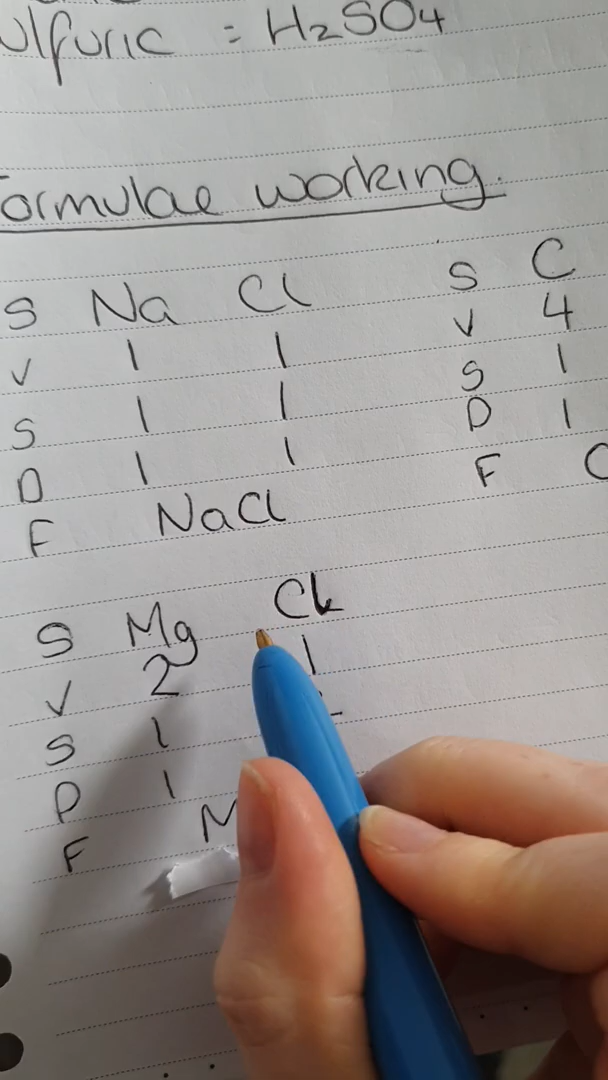 ulfuric = H₂SO₄
ormulae working.
S Na Cl
V 1 1
S 1 1
D 1 1
F NaCl
S C
V 4
S 1
D 1
F C
S Mg Cl
V 2 1
S 1
D 1
F M